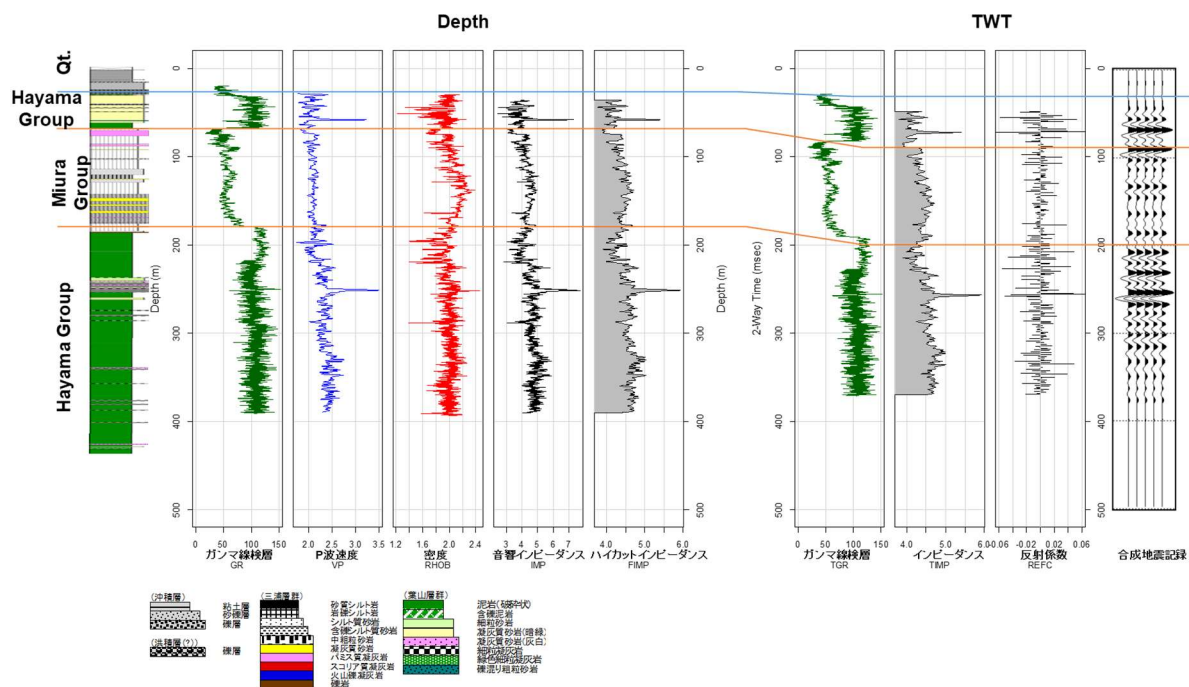 Depth
TWT
Qt.
Hayama Group
Miura Group
Hayama Group
0
100
200
300
400
500
Depth (m)
0 50 100 150
ガンマ線検層
GR
2.0 2.5 3.0 3.5
P波速度
VP
1.2 1.6 2.0 2.4
密度
RHOB
3 4 5 6 7
音響インピーダンス
IMP
4.0 4.5 5.0 6.0
ハイカットインピーダンス
FIMP
0
100
200
300
400
500
Depth (m)
0
100
200
300
400
500
2-Way Time (msec)
0 50 100 150
ガンマ線検層
TGR
4.0 5.0 6.0
インピーダンス
TIMP
-0.06 -0.02 0.02 0.06
反射係数
REFC
0
100
200
300
400
500
合成地震記録
(沖積層)
粘土層
砂礫層
礫層
(洪積層(?))
礫層
(三浦層群)
砂質シルト岩
岩礫シルト岩
シルト質砂岩
含礫シルト質砂岩
中粗粒砂岩
凝灰質砂岩
パミス質凝灰岩
スコリア質凝灰岩
火山礫凝灰岩
礫岩
(葉山層群)
泥岩(破砕状)
含礫泥岩
細粒砂岩
凝灰質砂岩(暗緑)
凝灰質砂岩(灰白)
細粒凝灰岩
緑色細粒凝灰岩
礫混り粗粒砂岩